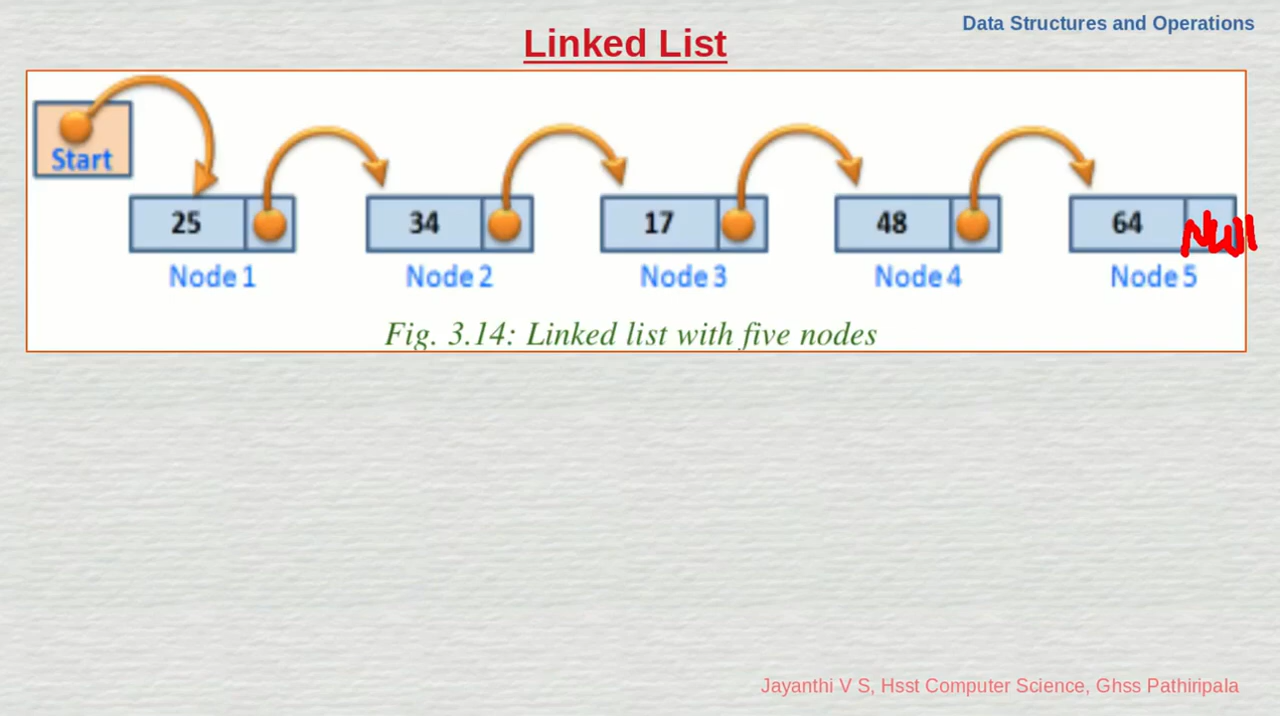 Data Structures and Operations
Linked List
Start
25 34 17 48 64 Null
Node 1 Node 2 Node 3 Node 4 Node 5
Fig. 3.14: Linked list with five nodes
Jayanthi V S, Hsst Computer Science, Ghss Pathiripala